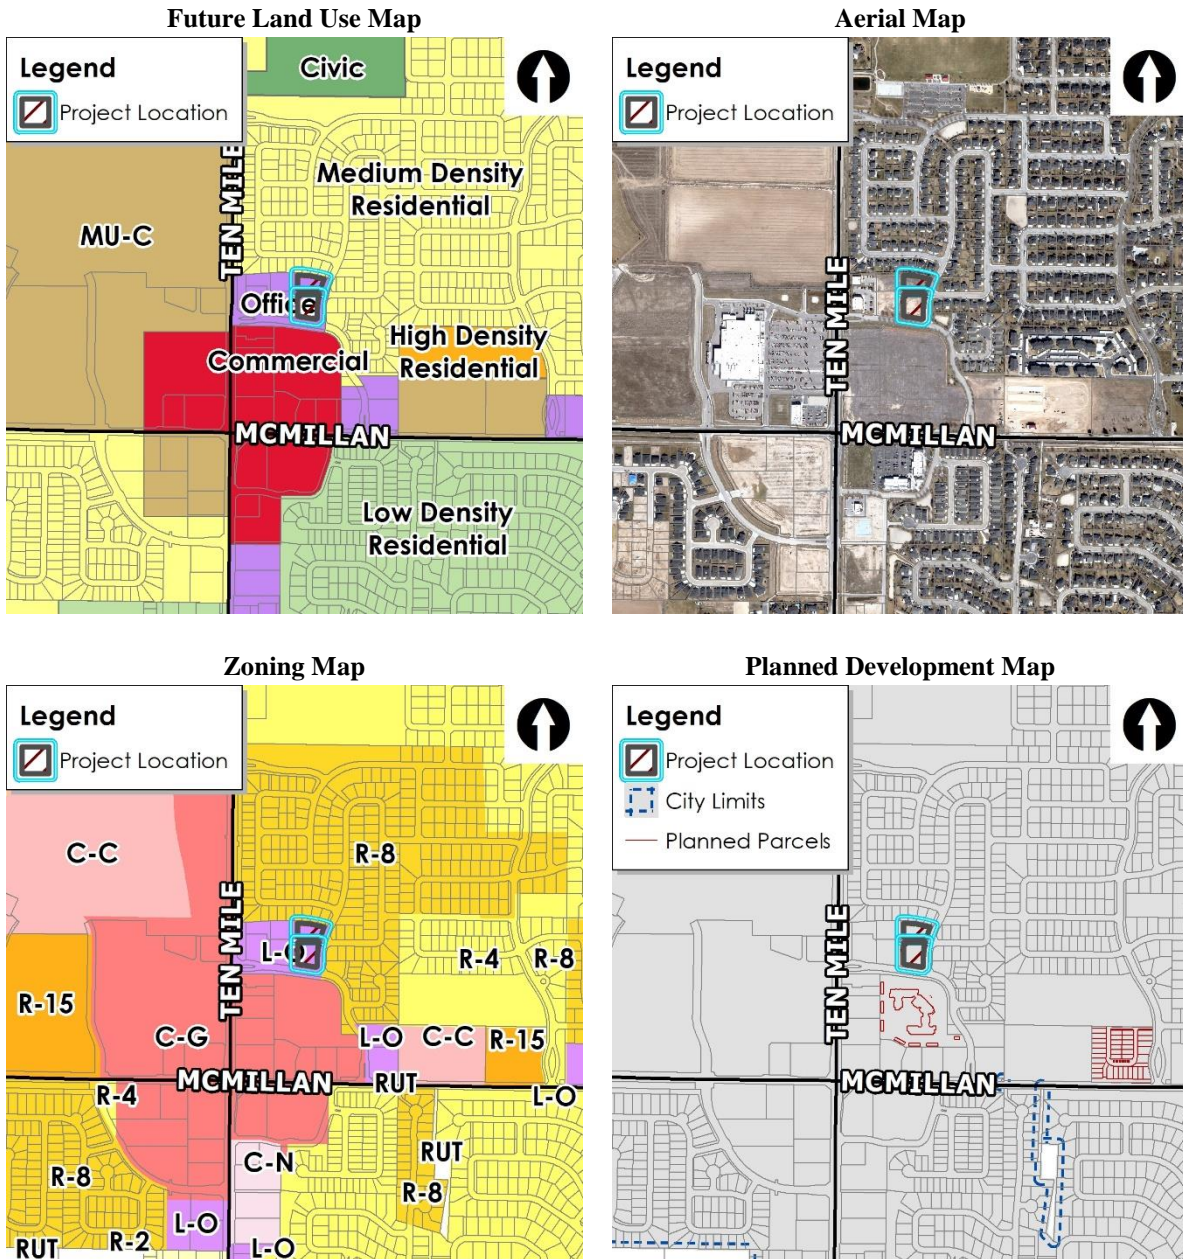 Future Land Use Map
Legend
Project Location
Civic
TEN MILE
Medium Density
Residential
MU-C
Office
High Density
Residential
Commercial
MCMILLAN
Low Density
Residential
Aerial Map
Legend
Project Location
TEN MILE
MCMILLAN
Zoning Map
Legend
Project Location
C-C
R-8
TEN MILE
L-O
R-4
R-8
R-15
C-G
L-O
C-C
R-15
MCMILLAN
RUT
R-4
L-O
C-N
RUT
R-8
R-8
L-O
R-2
RUT
L-O
Planned Development Map
Legend
Project Location
City Limits
Planned Parcels
TEN MILE
MCMILLAN